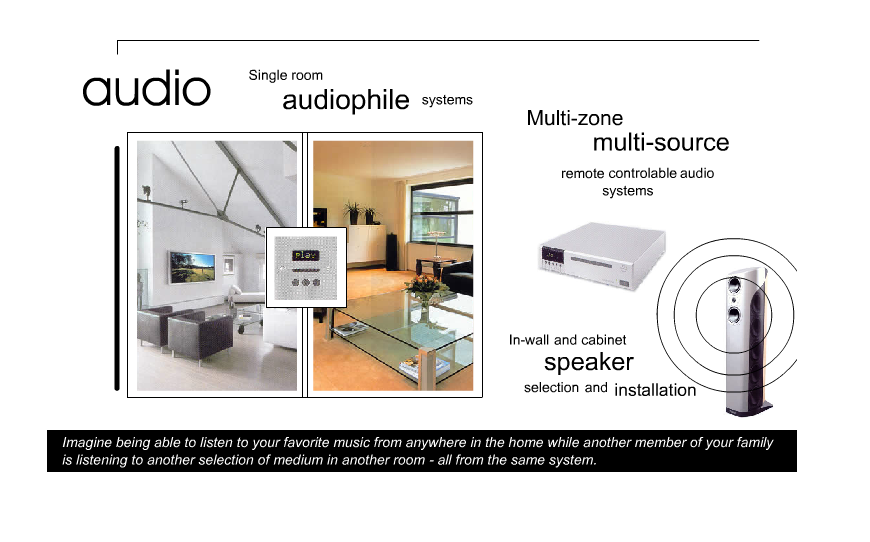 audio
Single room
audiophile systems
Multi-zone
multi-source
remote controlable audio
systems
play
In-wall and cabinet
speaker
selection and installation
Imagine being able to listen to your favorite music from anywhere in the home while another member of your family
is listening to another selection of medium in another room - all from the same system.